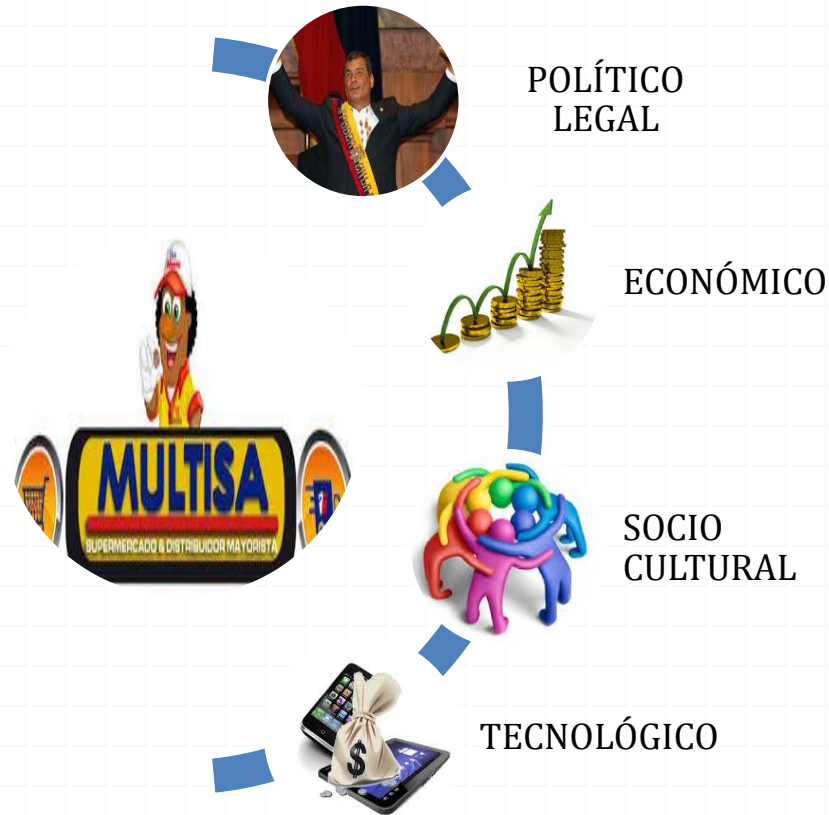 POLÍTICO
LEGAL
ECONÓMICO
MULTISA
SUPERMERCADO & DISTRIBUIDOR MAYORISTA
SOCIO
CULTURAL
TECNOLÓGICO
$